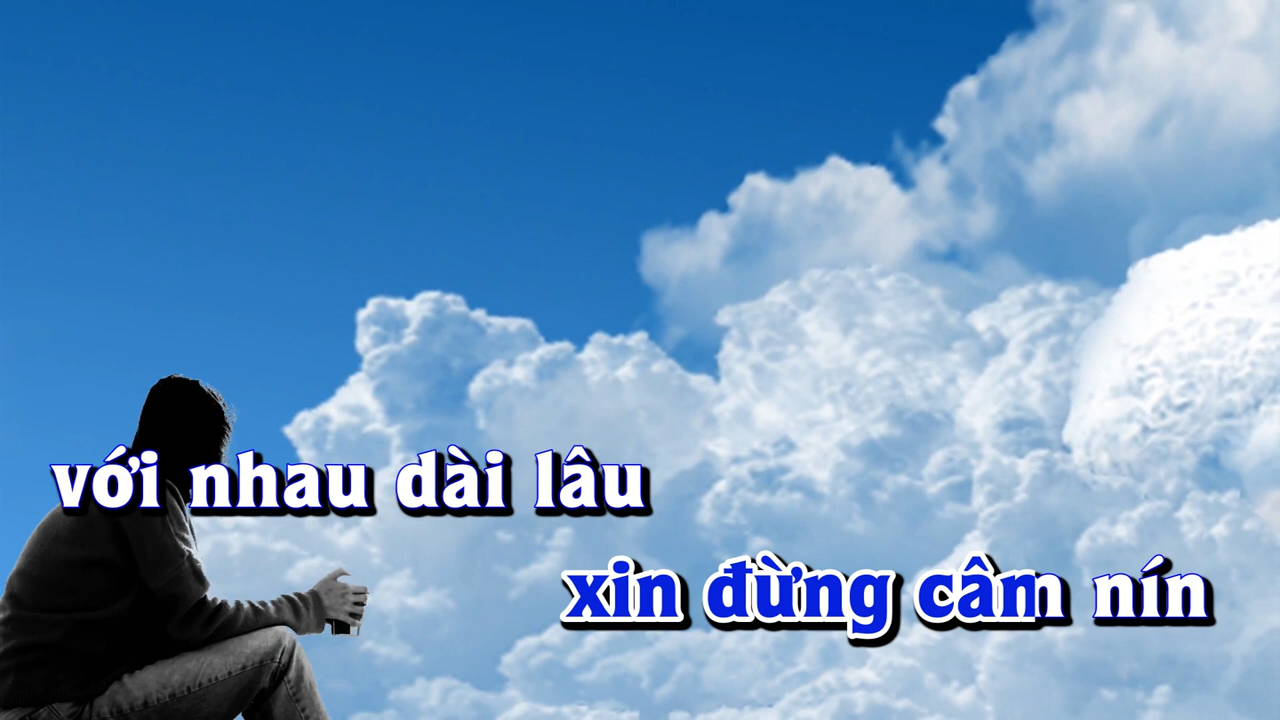 với nhau dài lâu
xin đừng câm nín